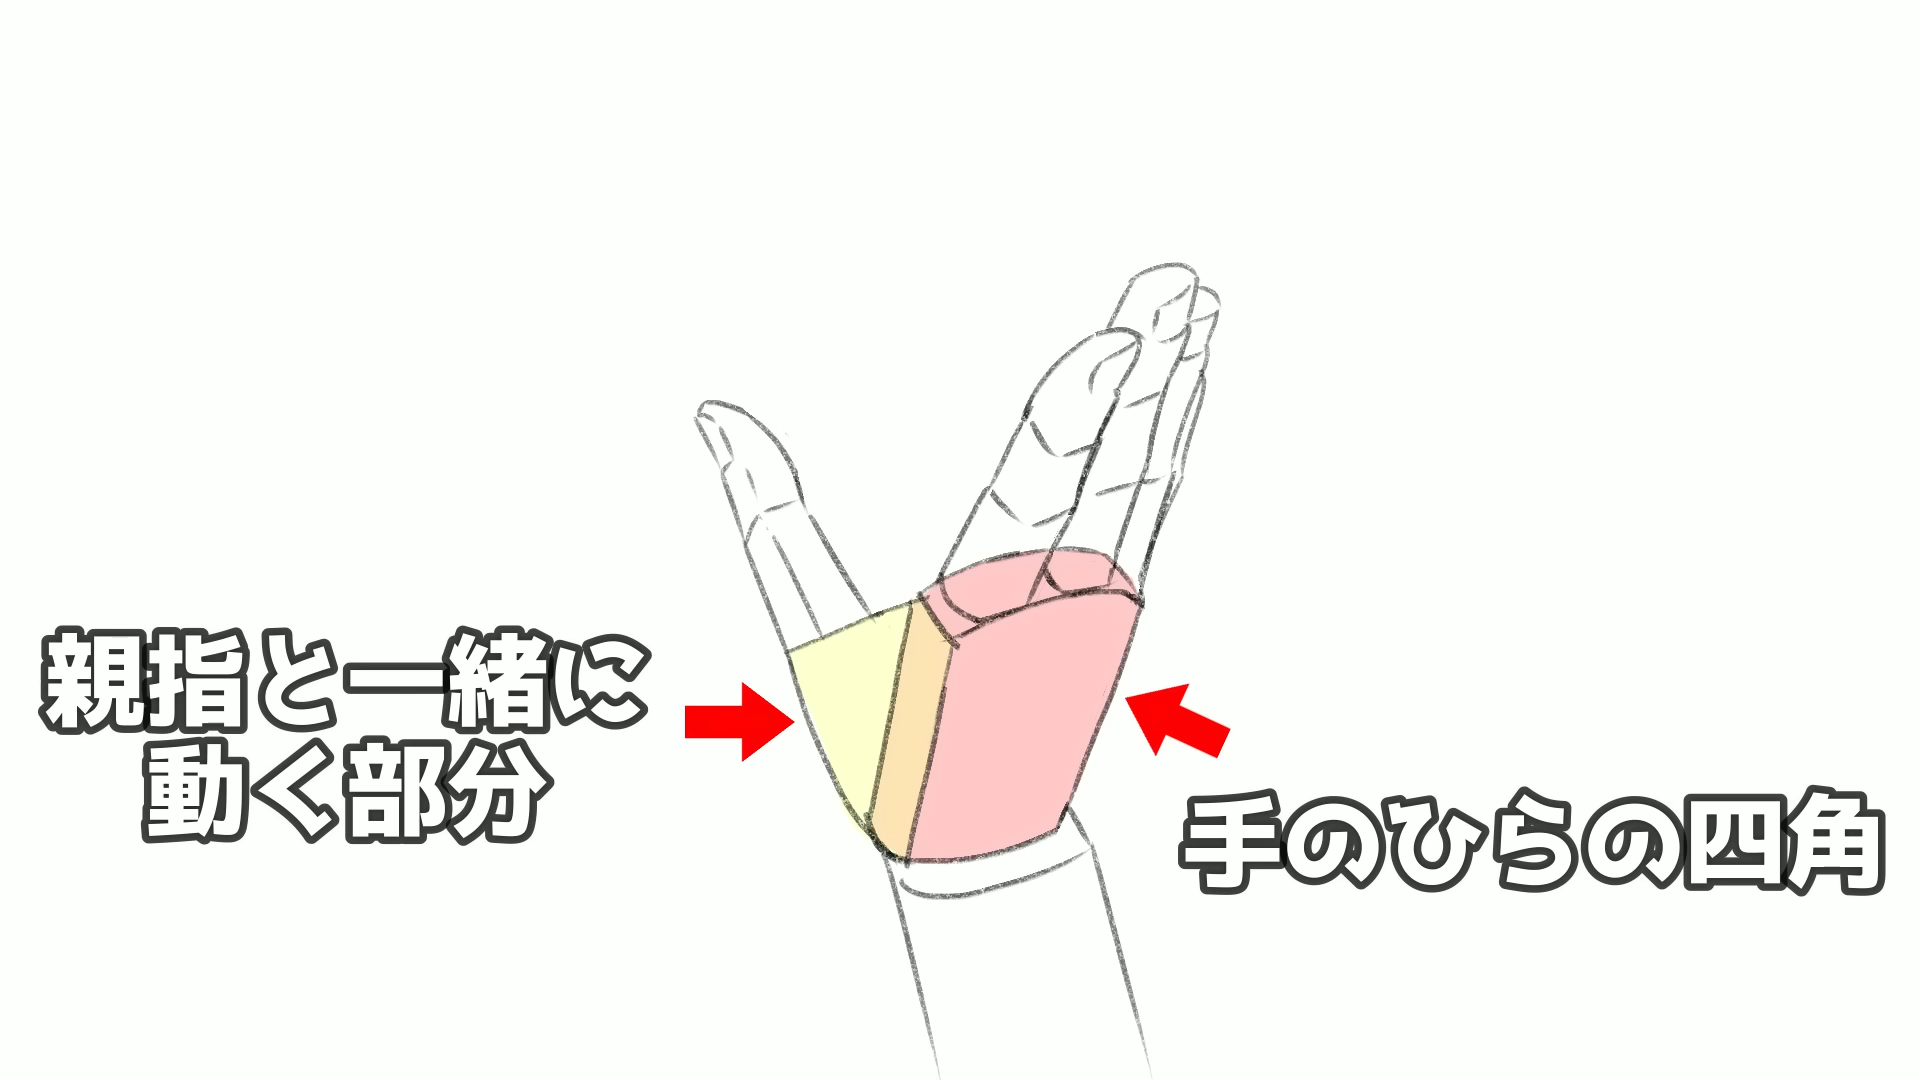 親指と一緒に
動く部分
手のひらの四角